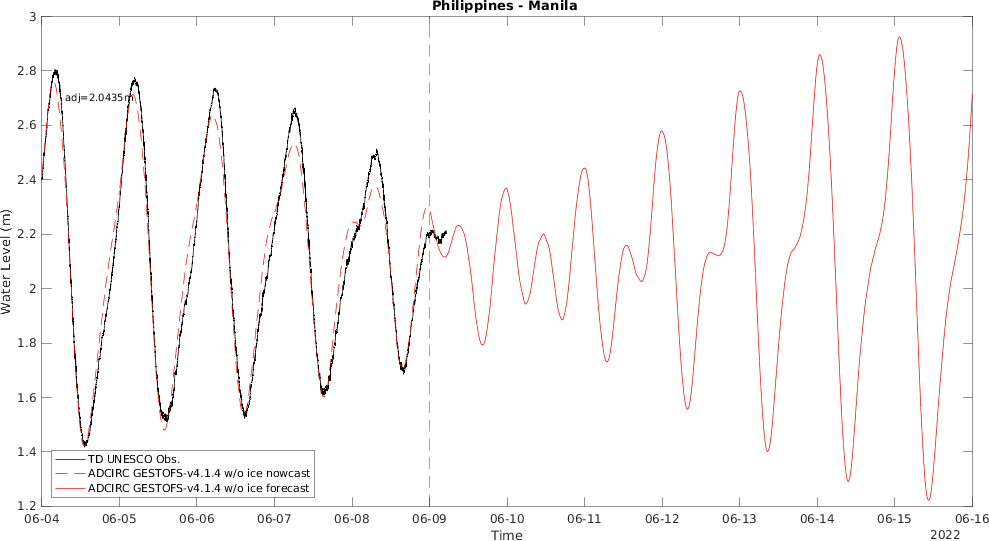 Philippines - Manila
3
2.8
2.6
2.4
2.2
2
1.8
1.6
1.4
1.2
Water Level (m)
adj=2.0435m
TD UNESCO Obs.
ADCIRC GESTOFS-v4.1.4 w/o ice nowcast
ADCIRC GESTOFS-v4.1.4 w/o ice forecast
06-04 06-05 06-06 06-07 06-08 06-09 06-10 06-11 06-12 06-13 06-14 06-15 06-16
Time
2022